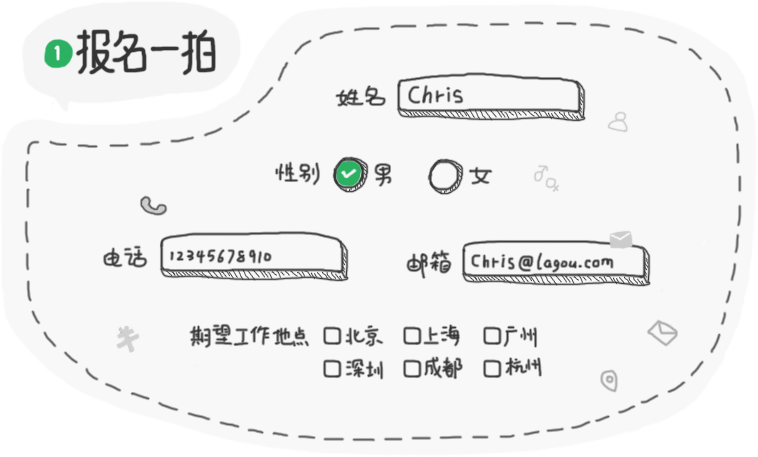 1 报名一拍
姓名 Chris
性别 男 女
电话 12345678910 邮箱 Chris@lagou.com
期望工作地点 北京 上海 广州
深圳 成都 杭州